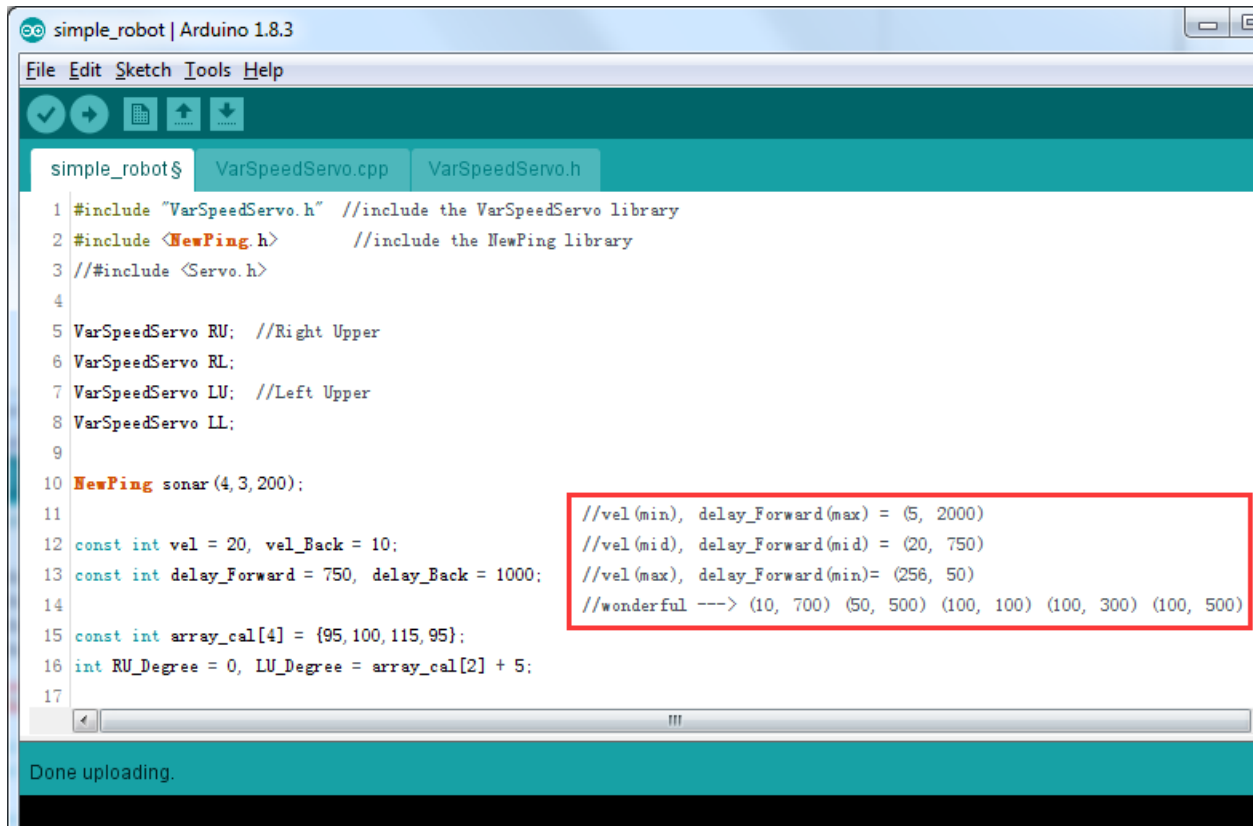 simple_robot | Arduino 1.8.3
File Edit Sketch Tools Help
simple_robot§ VarSpeedServo.cpp VarSpeedServo.h
1 #include "VarSpeedServo.h" //include the VarSpeedServo library
2 #include <NewPing.h> //include the NewPing library
3 //#include <Servo.h>
4
5 VarSpeedServo RU; //Right Upper
6 VarSpeedServo RL;
7 VarSpeedServo LU; //Left Upper
8 VarSpeedServo LL;
9
10 NewPing sonar(4,3,200);
11 //vel(min), delay_Forward(max) = (5, 2000)
12 const int vel = 20, vel_Back = 10; //vel(mid), delay_Forward(mid) = (20, 750)
13 const int delay_Forward = 750, delay_Back = 1000; //vel(max), delay_Forward(min)= (256, 50)
14 //wonderful ---> (10, 700) (50, 500) (100, 100) (100, 300) (100, 500)
15 const int array_cal[4] = {95,100,115,95};
16 int RU_Degree = 0, LU_Degree = array_cal[2] + 5;
17
Done uploading.